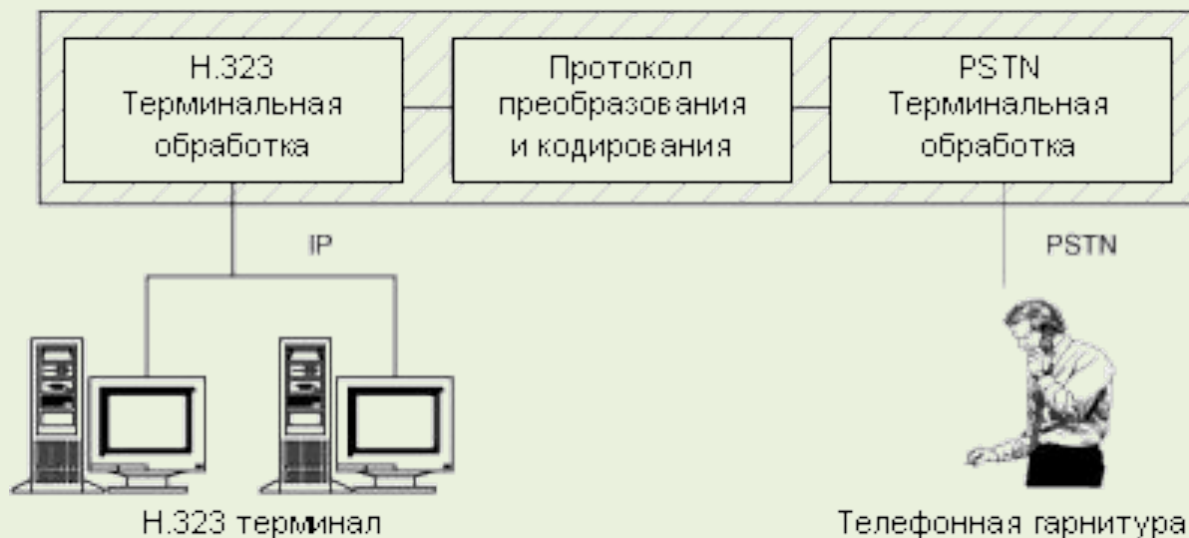 H.323
Терминальная
обработка
Протокол
преобразования
и кодирования
PSTN
Терминальная
обработка
IP
PSTN
H.323 терминал
Телефонная гарнитура